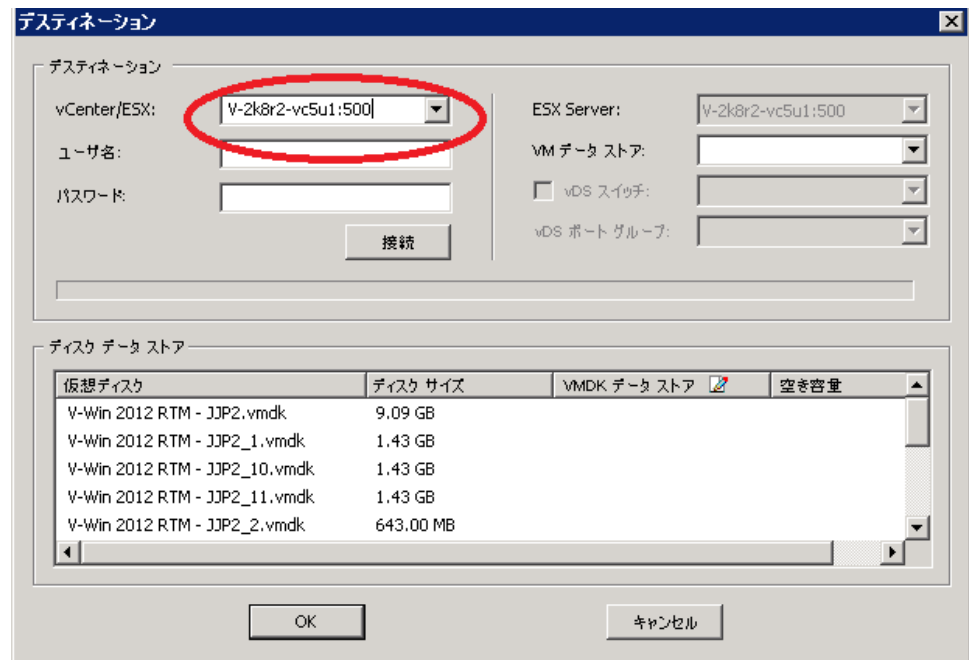 デスティネーション
デスティネーション
vCenter/ESX: V-2k8r2-vc5u1:500
ユーザ名:
パスワード:
接続
ESX Server: V-2k8r2-vc5u1:500
VM データ ストア:
vDS スイッチ:
vDS ポート グループ:
ディスク データ ストア
仮想ディスク ディスク サイズ VMDK データ ストア 空き容量
V-Win 2012 RTM - JJP2.vmdk 9.09 GB
V-Win 2012 RTM - JJP2_1.vmdk 1.43 GB
V-Win 2012 RTM - JJP2_10.vmdk 1.43 GB
V-Win 2012 RTM - JJP2_11.vmdk 1.43 GB
V-Win 2012 RTM - JJP2_2.vmdk 643.00 MB
OK キャンセル